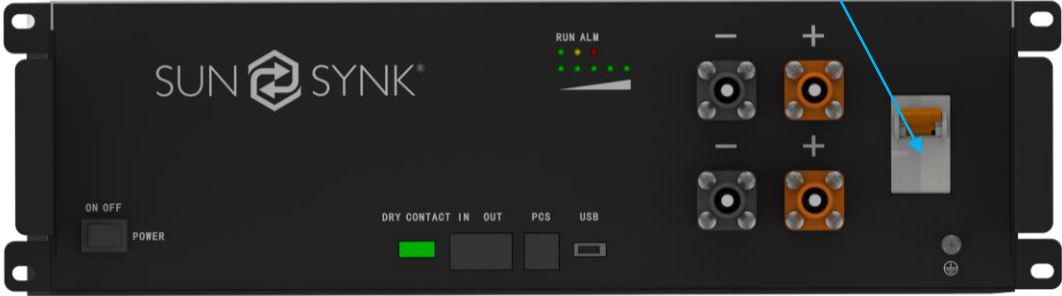 RUN ALM
− +
SUN SYNK®
− +
ON OFF
POWER
DRY CONTACT IN OUT PCS USB